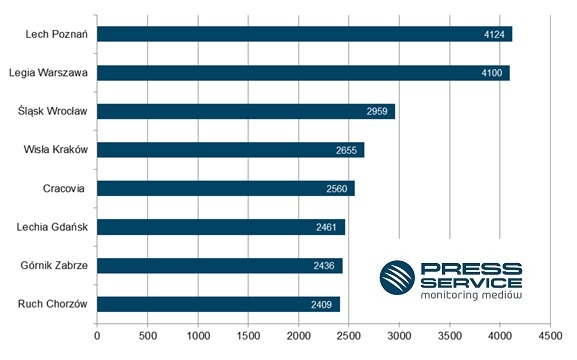 Lech Poznań 4124
Legia Warszawa 4100
Śląsk Wrocław 2959
Wisła Kraków 2655
Cracovia 2560
Lechia Gdańsk 2461
Górnik Zabrze 2436
Ruch Chorzów 2409
PRESS
SERVICE
monitoring mediów
0 500 1000 1500 2000 2500 3000 3500 4000 4500